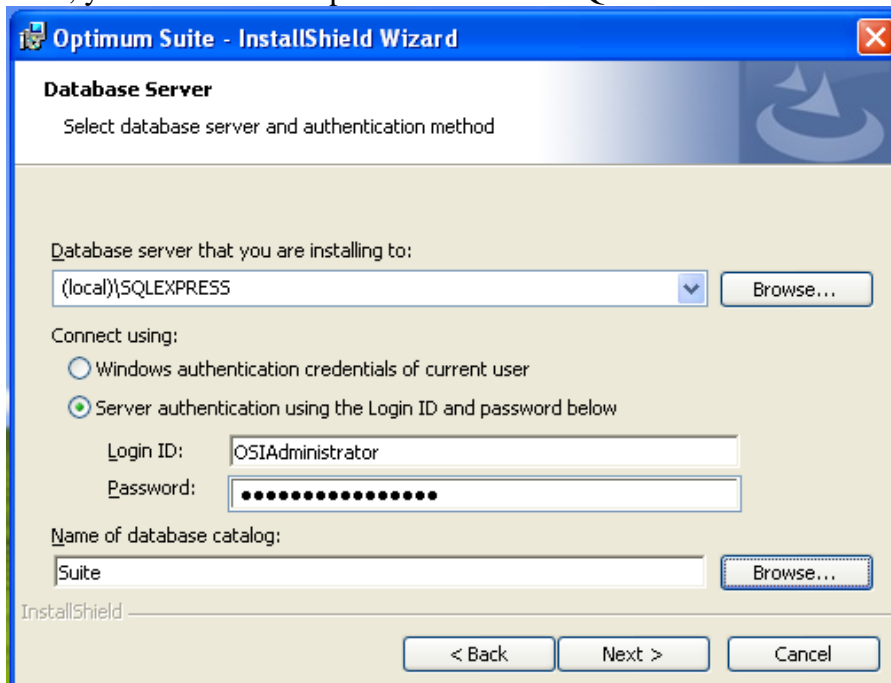 Optimum Suite - InstallShield Wizard
Database Server
Select database server and authentication method
Database server that you are installing to:
(local)\SQLEXPRESS
Browse...
Connect using:
Windows authentication credentials of current user
Server authentication using the Login ID and password below
Login ID:
OSIAdministrator
Password:
●●●●●●●●●●●●●●●●
Name of database catalog:
Suite
Browse...
InstallShield
< Back
Next >
Cancel